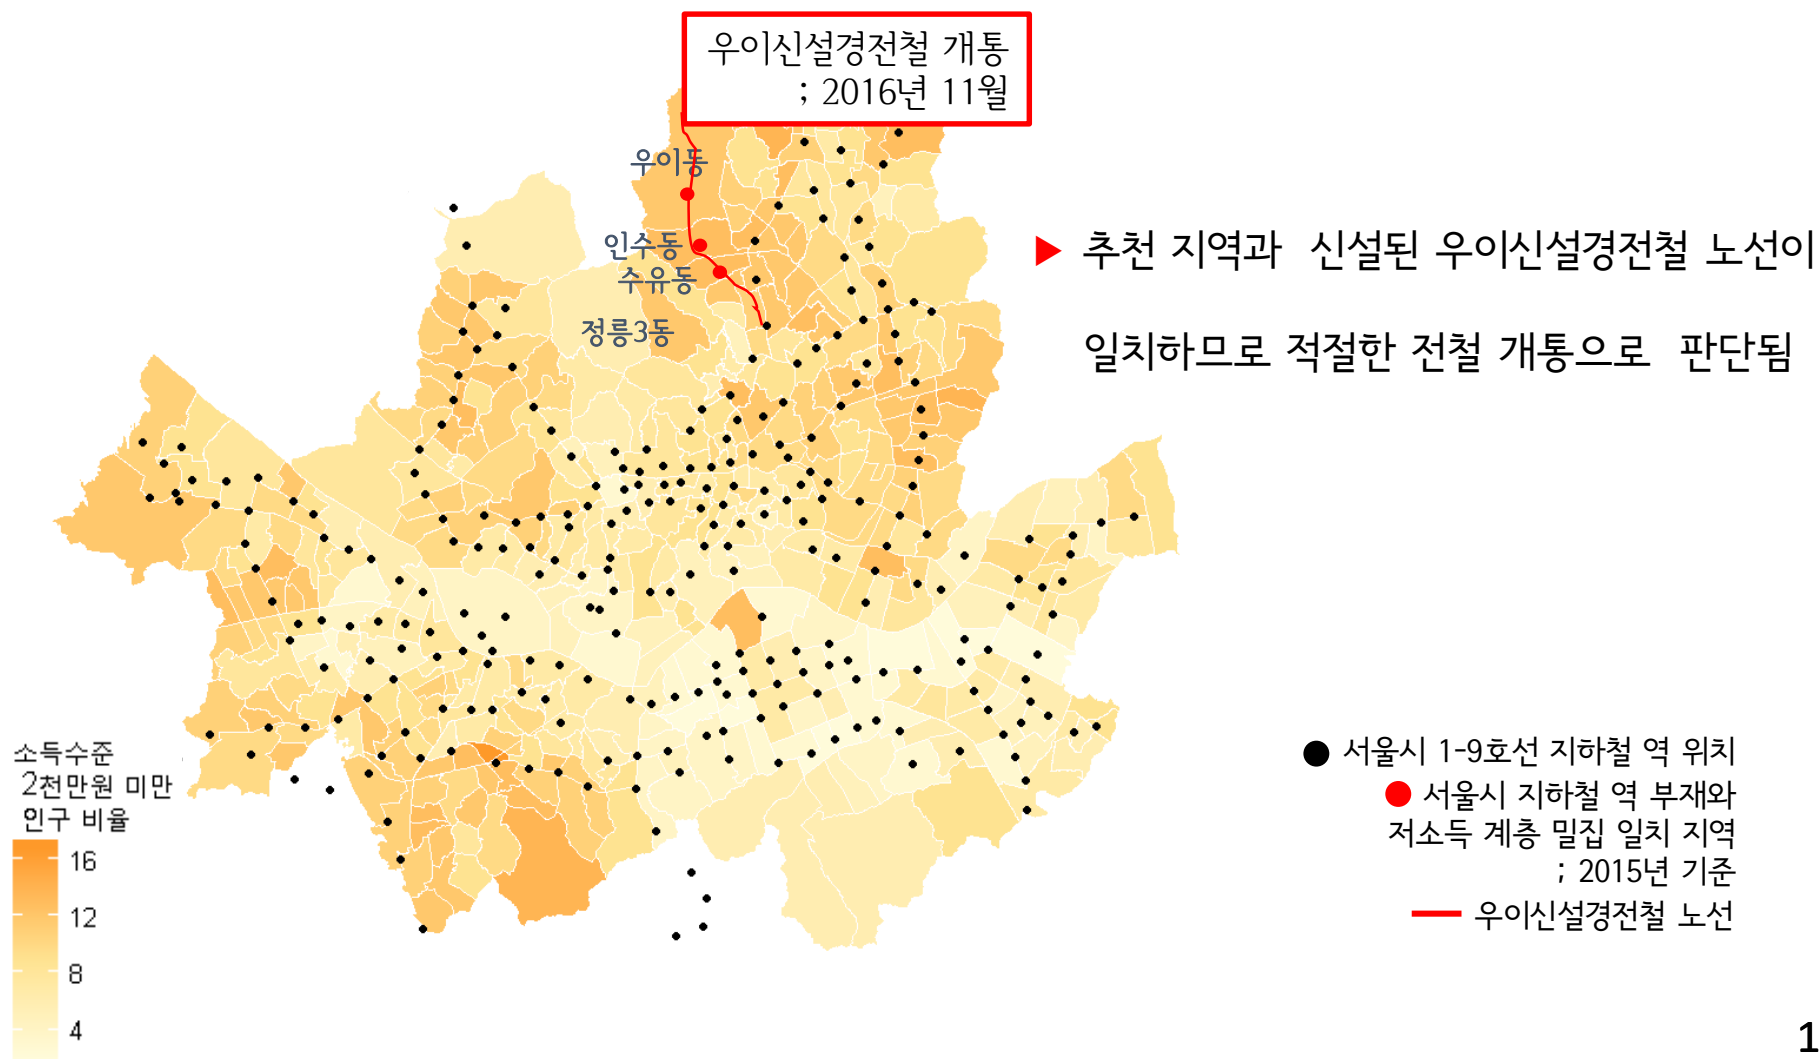 우이신설경전철 개통
; 2016년 11월
우이동
인수동
수유동
정릉3동
▶ 추천 지역과 신설된 우이신설경전철 노선이
일치하므로 적절한 전철 개통으로 판단됨
소득수준
2천만원 미만
인구 비율
16
12
8
4
● 서울시 1-9호선 지하철 역 위치
● 서울시 지하철 역 부재와
저소득 계층 밀집 일치 지역
; 2015년 기준
우이신설경전철 노선
1